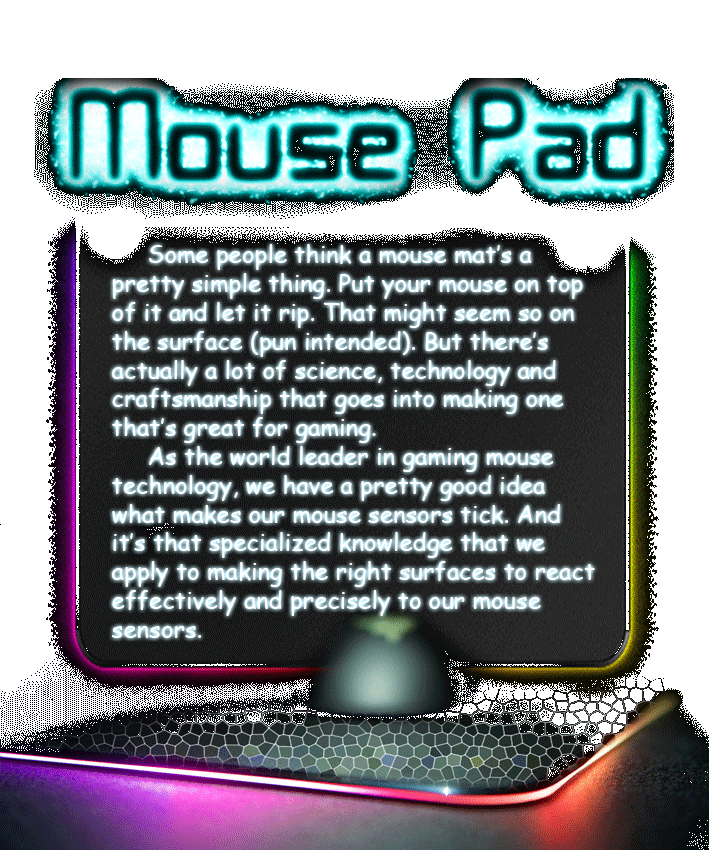 Mouse Pad
Some people think a mouse mat's a
pretty simple thing. Put your mouse on top
of it and let it rip. That might seem so on
the surface (pun intended). But there's
actually a lot of science, technology and
craftsmanship that goes into making one
that's great for gaming.
As the world leader in gaming mouse
technology, we have a pretty good idea
what makes our mouse sensors tick. And
it's that specialized knowledge that we
apply to making the right surfaces to react
effectively and precisely to our mouse
sensors.